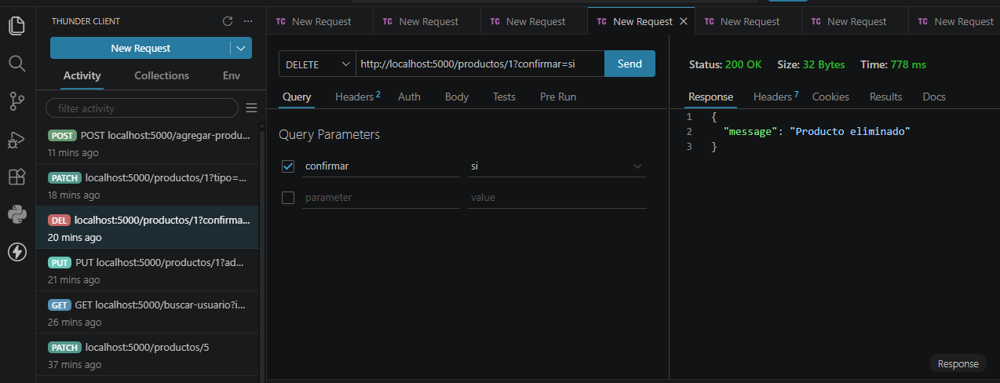 THUNDER CLIENT
New Request
Activity Collections Env
filter activity
POST POST localhost:5000/agregar-produ...
11 mins ago
PATCH localhost:5000/productos/1?tipo=...
18 mins ago
DEL localhost:5000/productos/1?confirma...
20 mins ago
PUT PUT localhost:5000/productos/1?ad...
21 mins ago
GET GET localhost:5000/buscar-usuario?i...
26 mins ago
PATCH localhost:5000/productos/5
37 mins ago
TC New Request TC New Request TC New Request TC New Request TC New Request TC New Request TC New Request
DELETE http://localhost:5000/productos/1?confirmar=si Send
Query Headers 2 Auth Body Tests Pre Run
Query Parameters
confirmar si
parameter value
Status: 200 OK Size: 32 Bytes Time: 778 ms
Response Headers 7 Cookies Results Docs
1 {
2 "message": "Producto eliminado"
3 }
Response